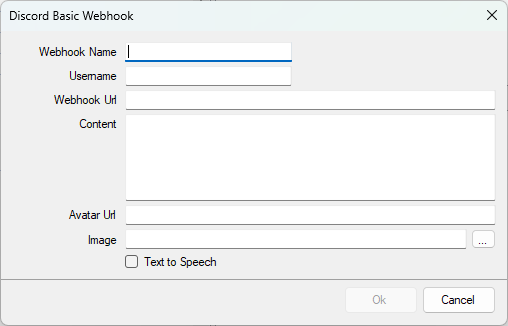 Discord Basic Webhook
Webhook Name
Username
Webhook Url
Content
Avatar Url
Image
...
Text to Speech
Ok
Cancel